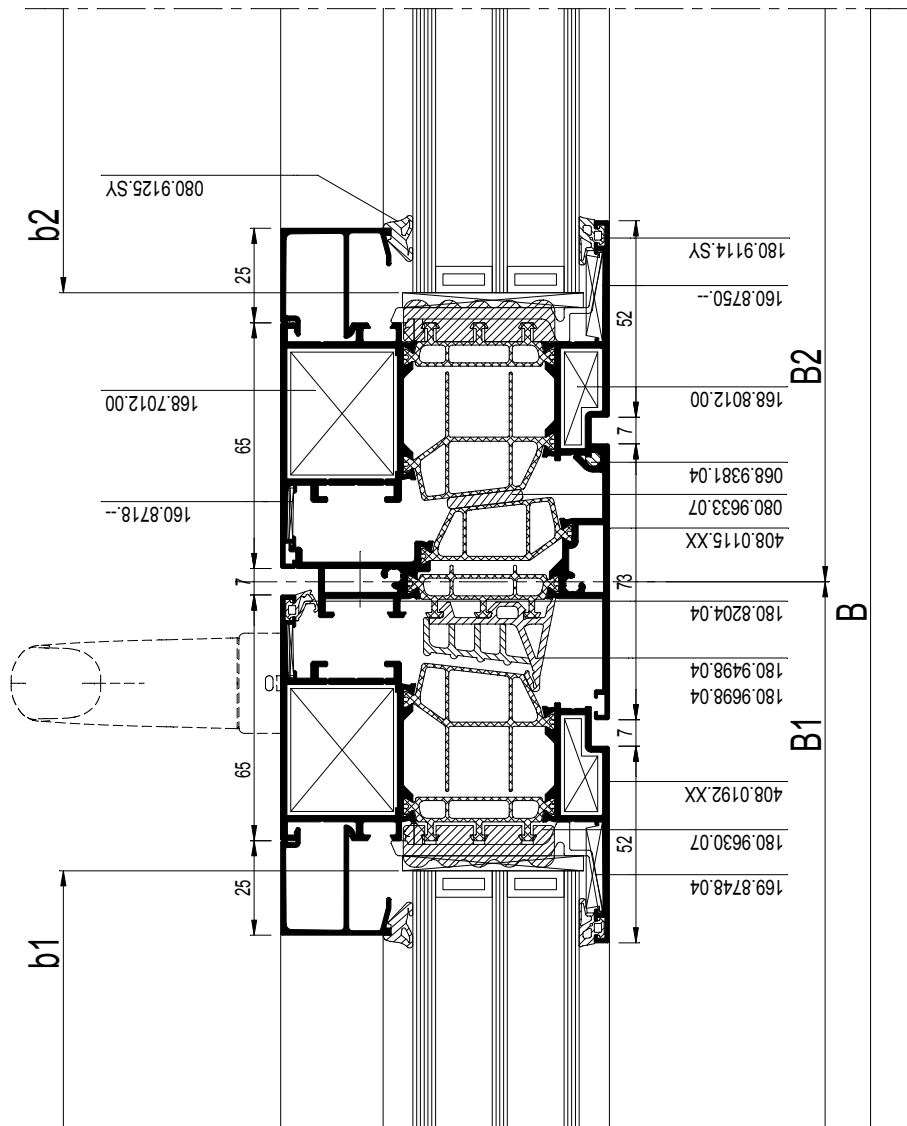 080.9125.SY
b2
25
180.9114.SY
160.8750.--
52
B2
168.7012.00
168.8012.00
65
7
068.9381.04
080.9633.07
160.8718.--
408.0115.XX
7
73
B
180.8204.04
180.9498.04
180.9698.04
B1
7
65
408.0192.XX
180.9630.07
52
169.8748.04
25
b1